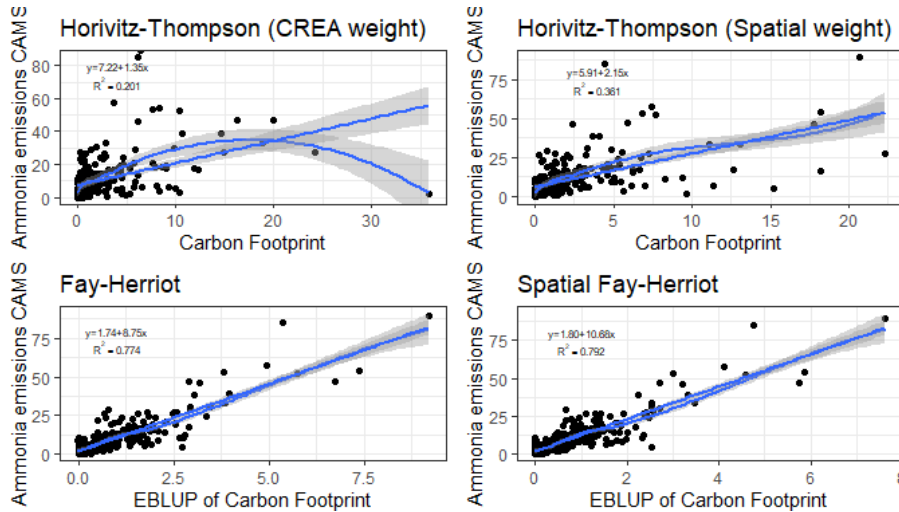 Horivitz-Thompson (CREA weight)
Ammonia emissions CAMS
80
60
40
20
0
y=7.22+1.35x
R² = 0.201
0 10 20 30
Carbon Footprint
Horivitz-Thompson (Spatial weight)
Ammonia emissions CAMS
75
50
25
0
y=5.91+2.15x
R² = 0.361
0 5 10 15 20
Carbon Footprint
Fay-Herriot
Ammonia emissions CAMS
75
50
25
0
y=1.74+8.75x
R² = 0.774
0.0 2.5 5.0 7.5
EBLUP of Carbon Footprint
Spatial Fay-Herriot
Ammonia emissions CAMS
75
50
25
0
y=1.80+10.68x
R² = 0.792
0 2 4 6 8
EBLUP of Carbon Footprint